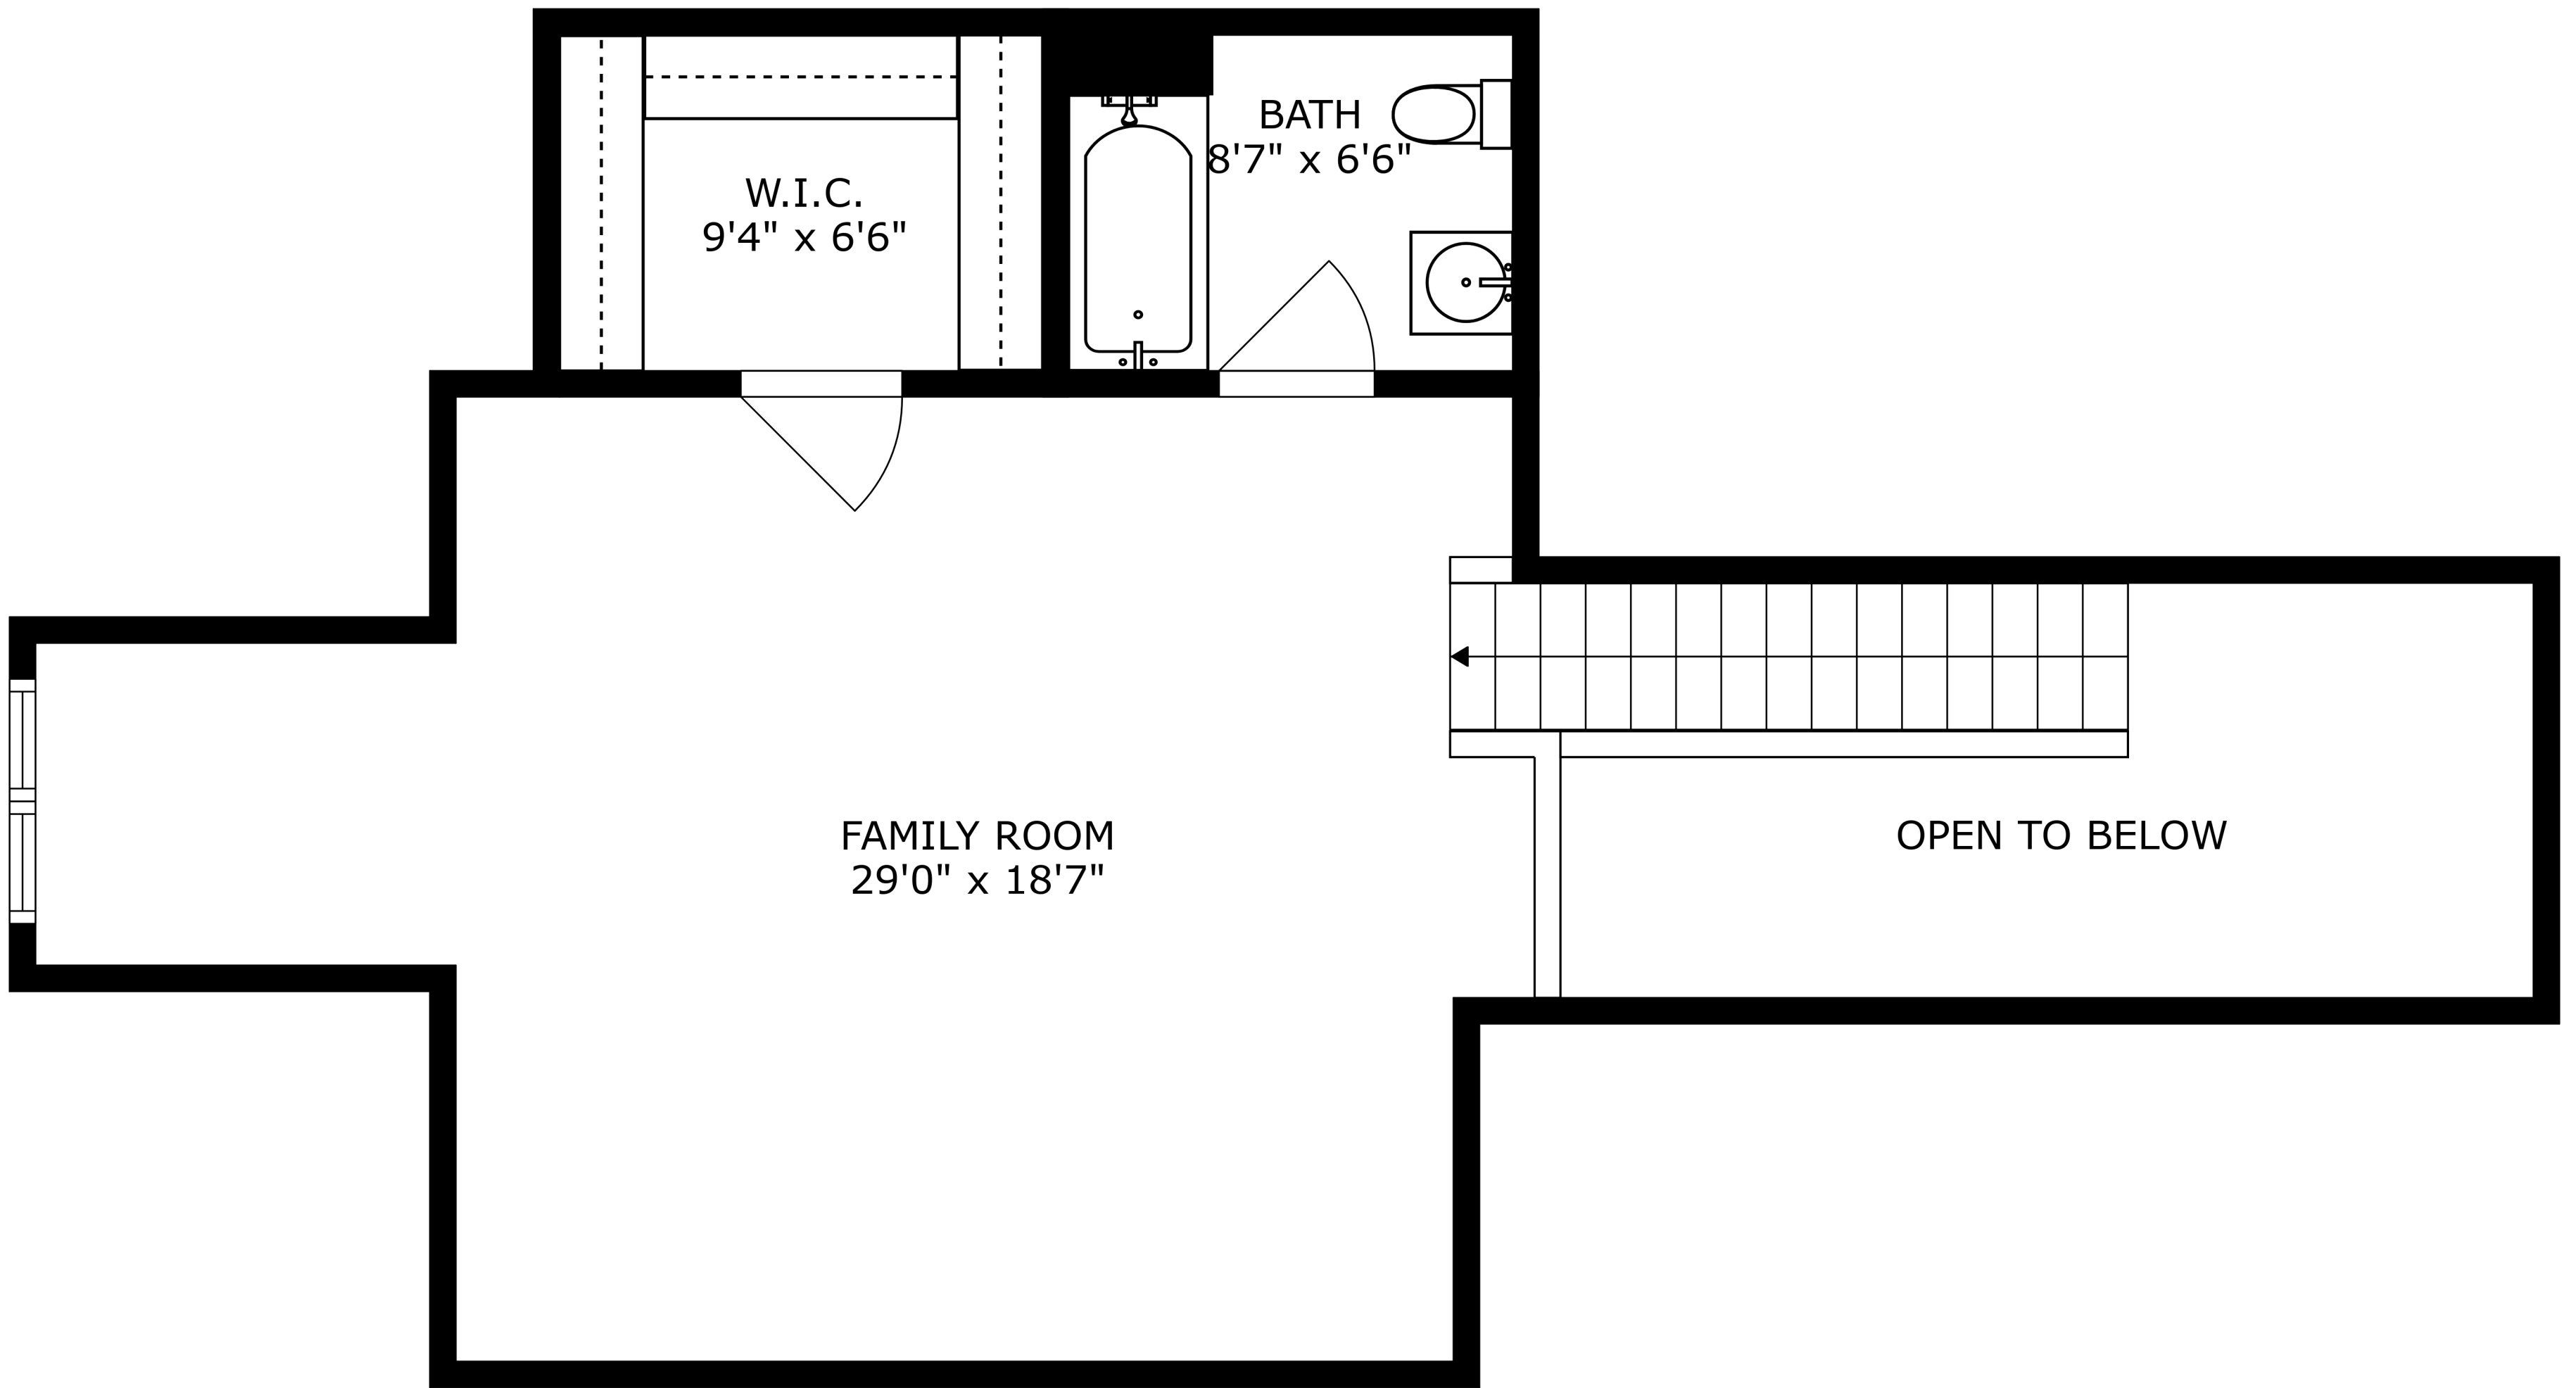 W.I.C.
9'4" x 6'6"
BATH
8'7" x 6'6"
FAMILY ROOM
29'0" x 18'7"
OPEN TO BELOW